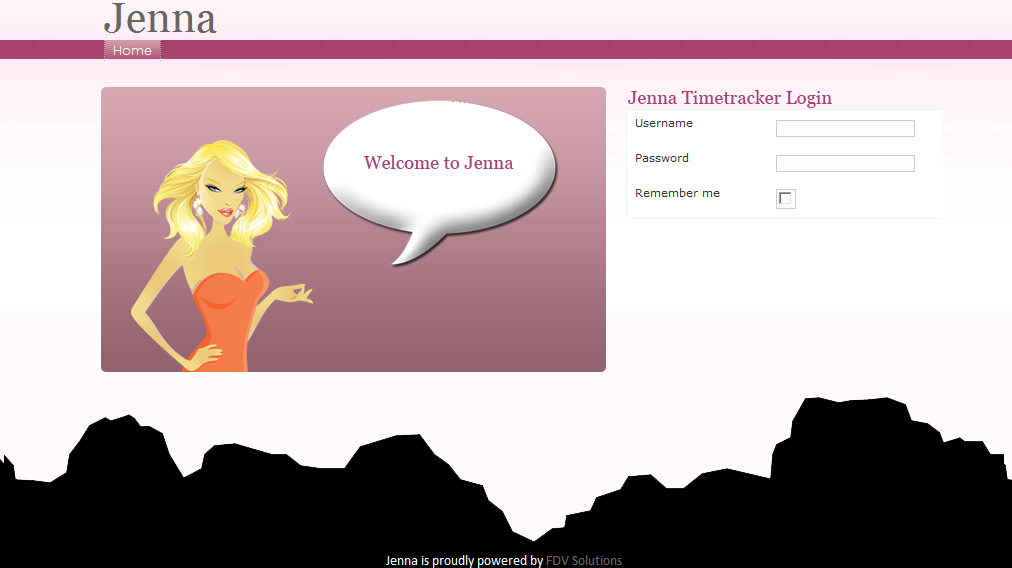 Jenna
Home
Welcome to Jenna
Jenna Timetracker Login
Username
Password
Remember me
Jenna is proudly powered by FDV Solutions